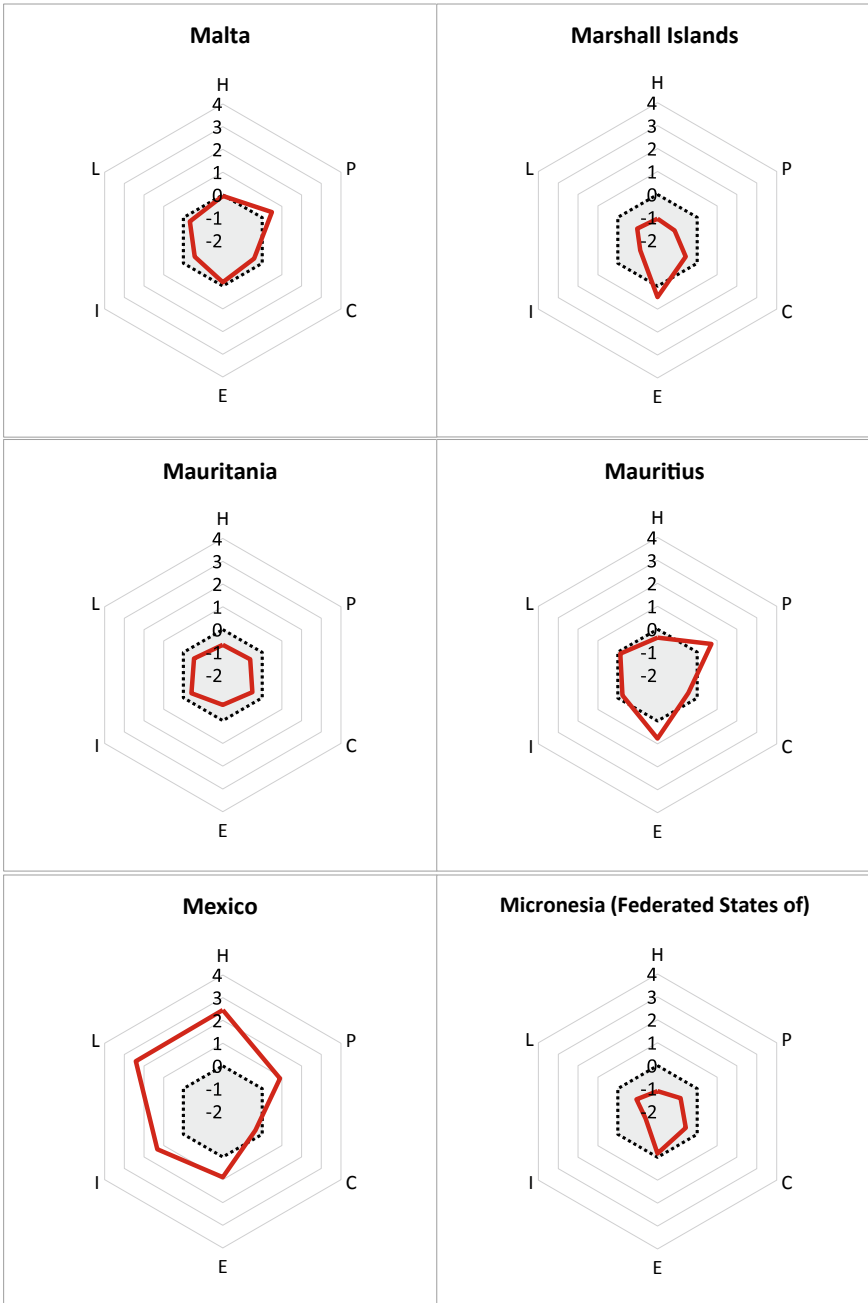 Malta
H
4
3
2
1
0
-1
-2
L
P
I
C
E
Marshall Islands
H
4
3
2
1
0
-1
-2
L
P
I
C
E
Mauritania
H
4
3
2
1
0
-1
-2
L
P
I
C
E
Mauritius
H
4
3
2
1
0
-1
-2
L
P
I
C
E
Mexico
H
4
3
2
1
0
-1
-2
L
P
I
C
E
Micronesia (Federated States of)
H
4
3
2
1
0
-1
-2
L
P
I
C
E